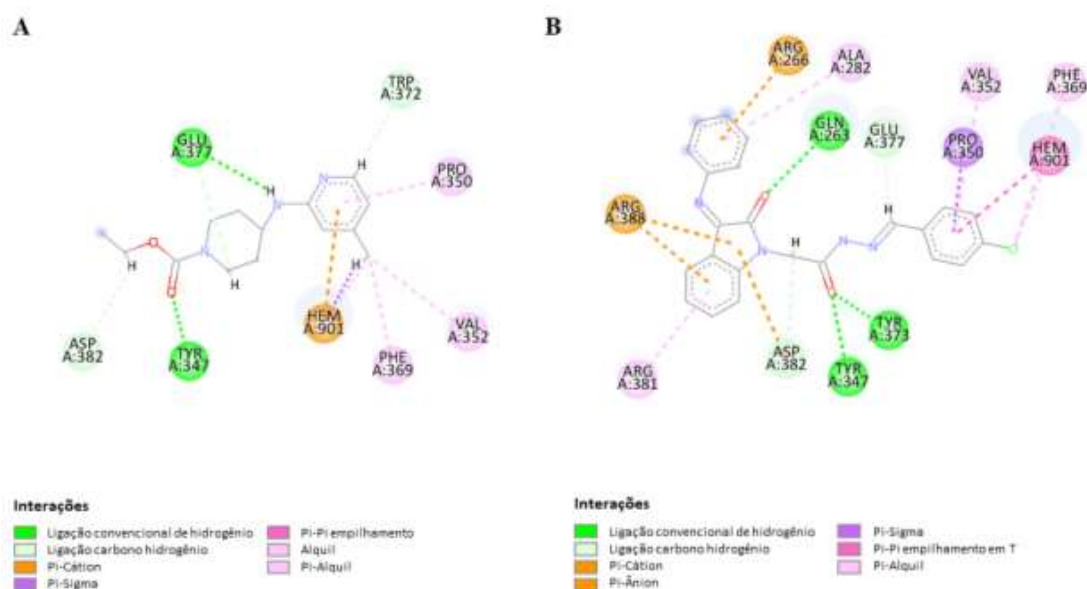 A
TRP
A:372
GLU
A:377
H
H
N
N
PRO
A:350
O
N
H
O
H
H
ASP
A:382
TYR
A:347
HEM
A:901
PHE
A:369
VAL
A:352
Interações
Ligação convencional de hidrogênio
Ligação carbono hidrogênio
Pi-Cátion
Pi-Sigma
Pi-Pi empilhamento
Alquil
Pi-Alquil
B
ARG
A:266
ALA
A:282
GLN
A:263
GLU
A:377
VAL
A:352
PHE
A:369
PRO
A:350
HEM
A:901
ARG
A:388
N
O
H
H
N
N
N
O
ARG
A:381
ASP
A:382
TYR
A:373
TYR
A:347
Interações
Ligação convencional de hidrogênio
Ligação carbono hidrogênio
Pi-Cátion
Pi-Ânion
Pi-Sigma
Pi-Pi empilhamento em T
Pi-Alquil